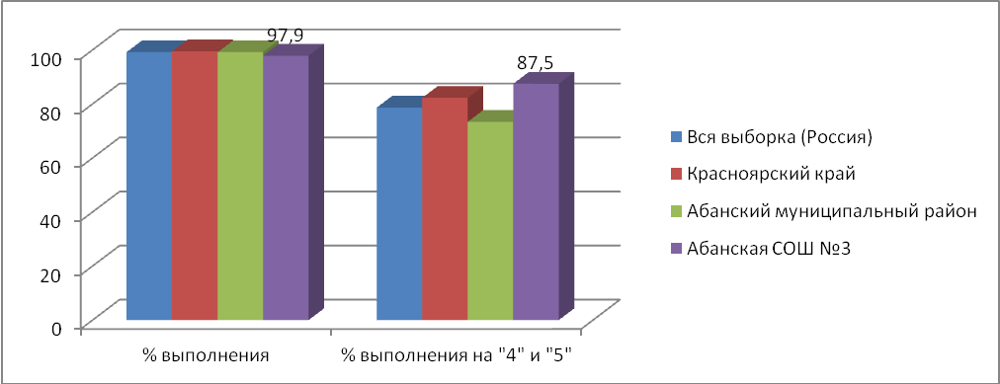 97,9
87,5
100
80
60
40
20
0
% выполнения
% выполнения на "4" и "5"
Вся выборка (Россия)
Красноярский край
Абанский муниципальный район
Абанская СОШ №3